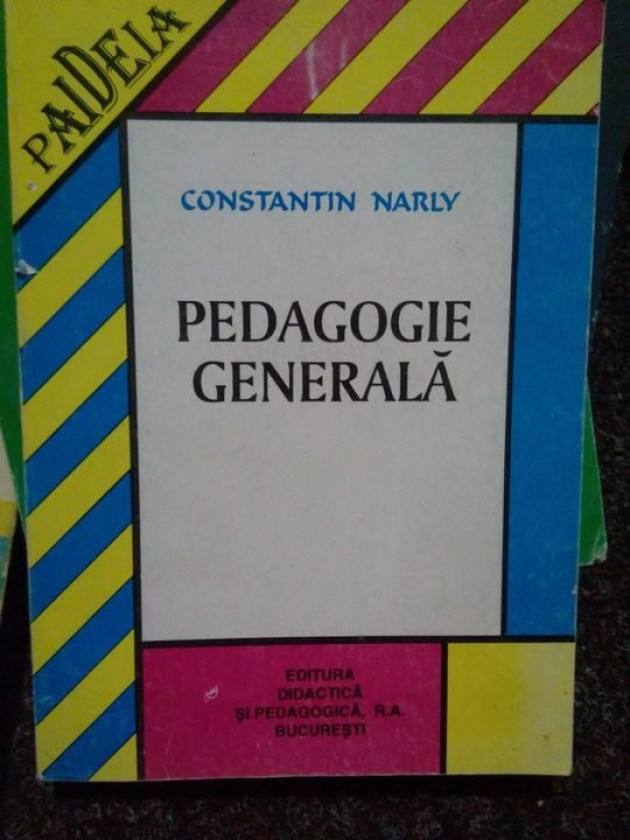 PAIDEIA
CONSTANTIN NARLY
PEDAGOGIE
GENERALĂ
EDITURA
DIDACTICĂ
ŞI PEDAGOGICĂ, R.A.
BUCUREŞTI